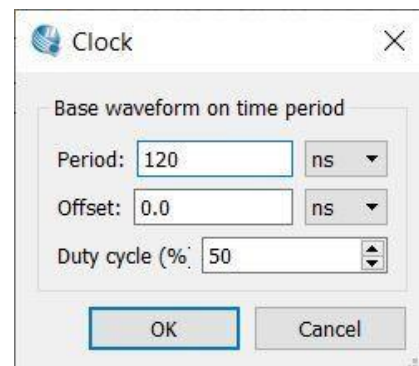 Clock
Base waveform on time period
Period: 120 ns
Offset: 0.0 ns
Duty cycle (%) 50
OK Cancel